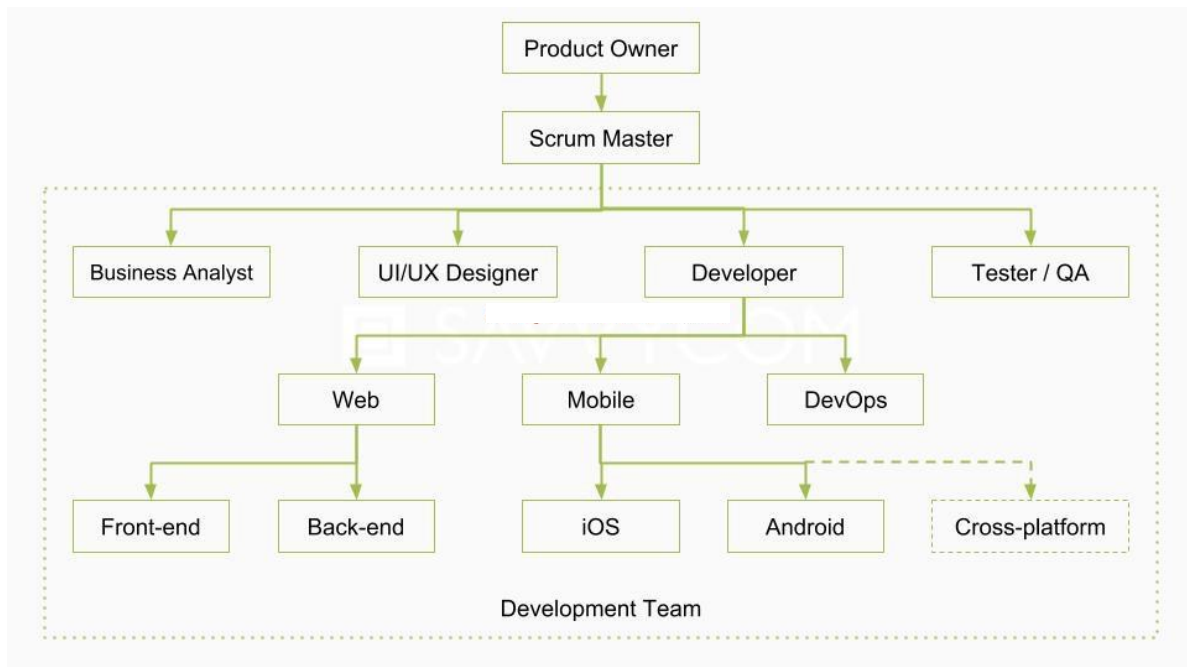 Product Owner
Scrum Master
Business Analyst
UI/UX Designer
Developer
Tester / QA
SAVVYCOM
Web
Mobile
DevOps
Front-end
Back-end
iOS
Android
Cross-platform
Development Team